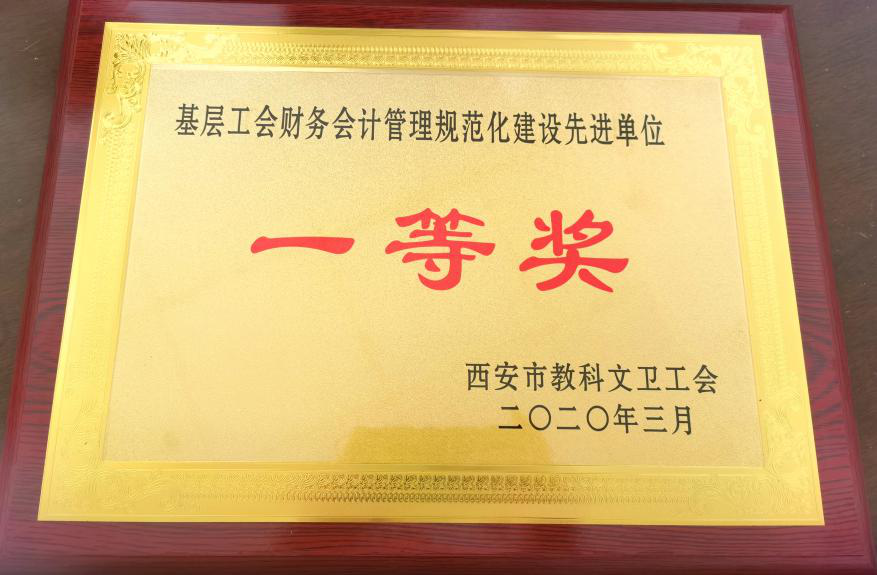 基层工会财务会计管理规范化建设先进单位
一等奖
西安市教科文卫工会
二〇二〇年三月